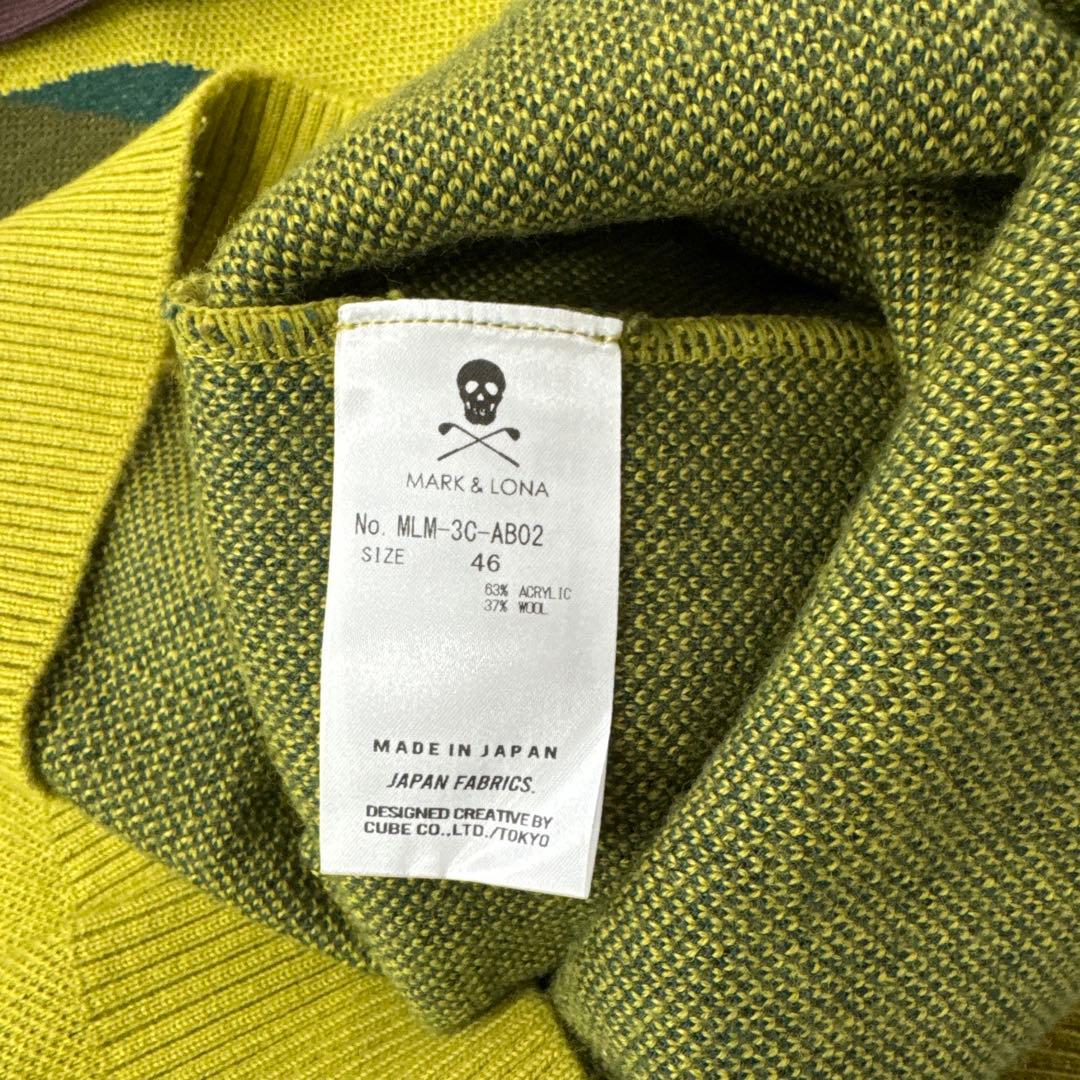 MARK & LONA
No. MLM-3C-AB02
SIZE 46
63% ACRYLIC
37% WOOL
MADE IN JAPAN
JAPAN FABRICS.
DESIGNED CREATIVE BY
CUBE CO.,LTD./TOKYO